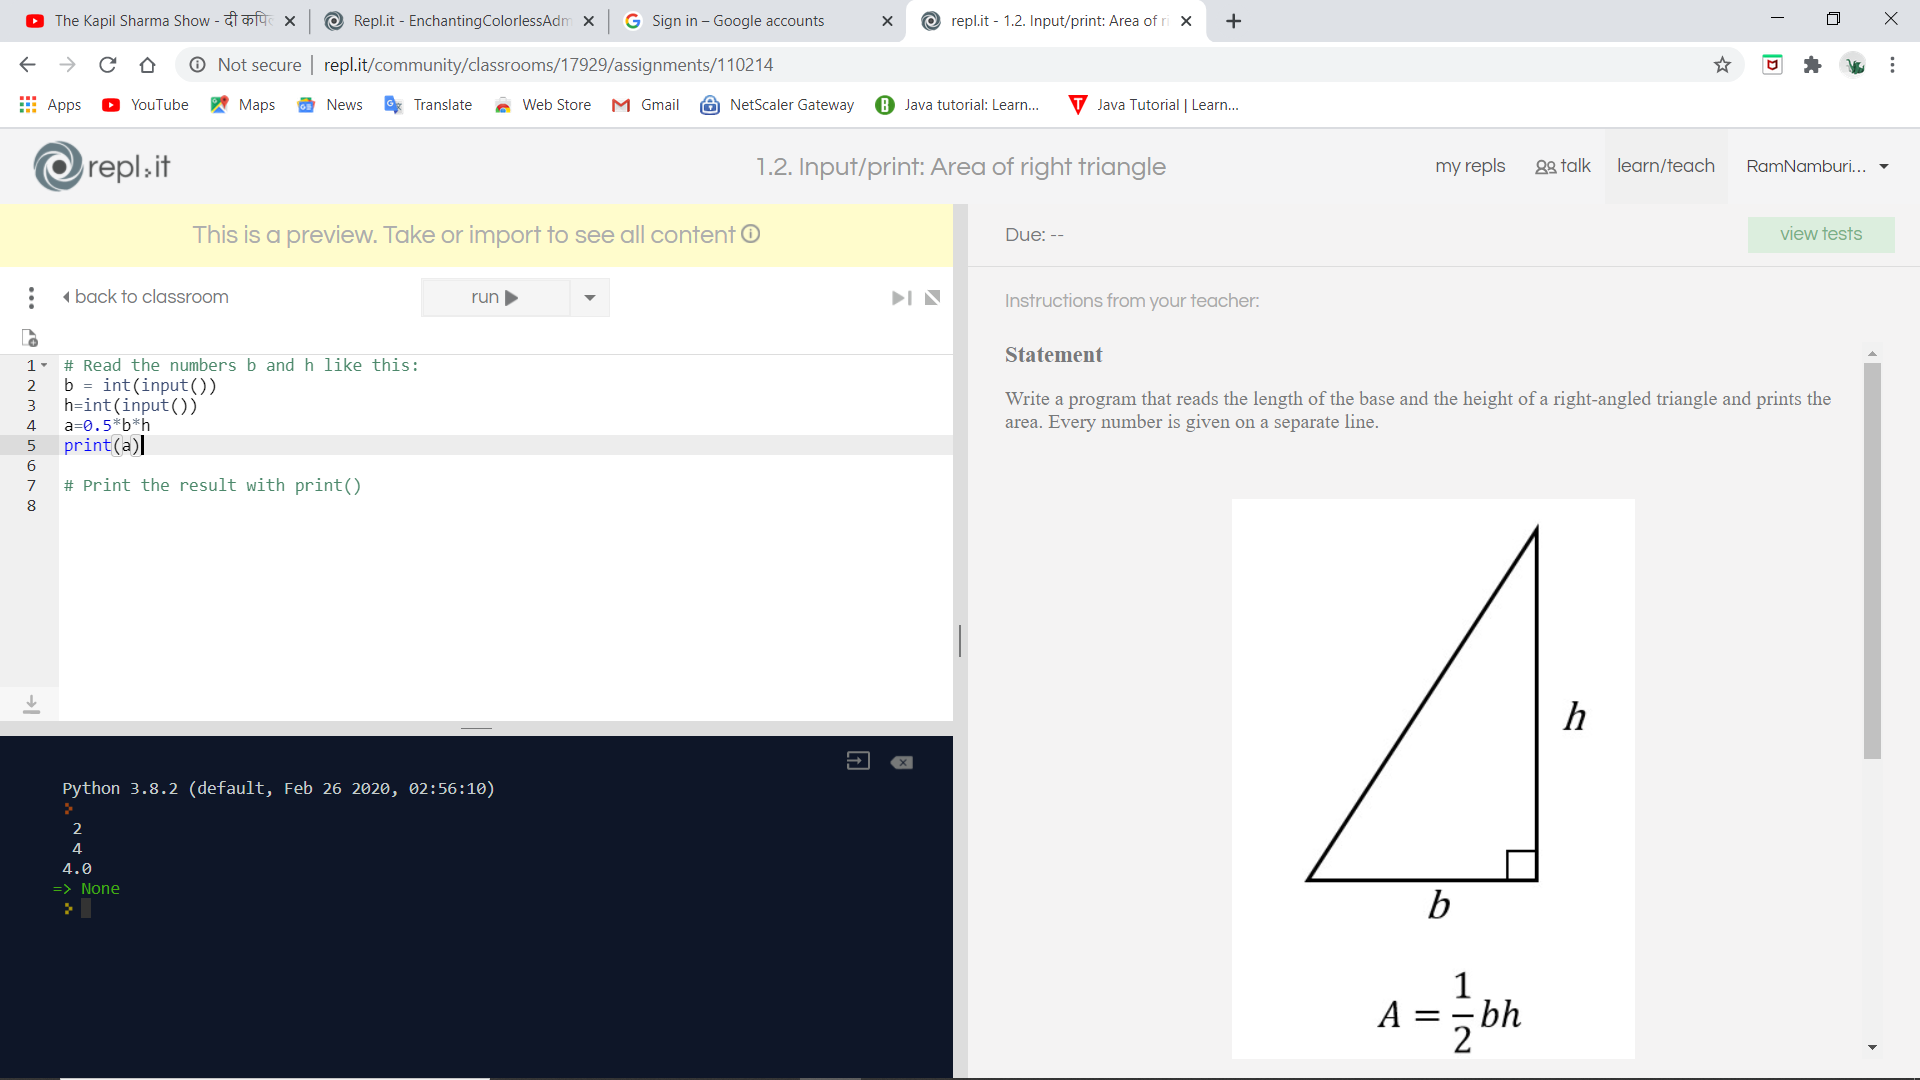 The Kapil Sharma Show - दी कपि
Repl.it - EnchantingColorlessAdm
Sign in – Google accounts
repl.it - 1.2. Input/print: Area of ri
Not secure
repl.it/community/classrooms/17929/assignments/110214
Apps
YouTube
Maps
News
Translate
Web Store
Gmail
NetScaler Gateway
Java tutorial: Learn...
Java Tutorial | Learn...
repl.it
1.2. Input/print: Area of right triangle
my repls
talk
learn/teach
RamNamburi...
This is a preview. Take or import to see all content
back to classroom
run
1 # Read the numbers b and h like this:
2 b = int(input())
3 h=int(input())
4 a=0.5*b*h
5 print(a)
6
7 # Print the result with print()
8
Python 3.8.2 (default, Feb 26 2020, 02:56:10)
2
4
4.0
=> None
Due: --
view tests
Instructions from your teacher:
Statement
Write a program that reads the length of the base and the height of a right-angled triangle and prints the
area. Every number is given on a separate line.
h
b
A = 1/2 bh